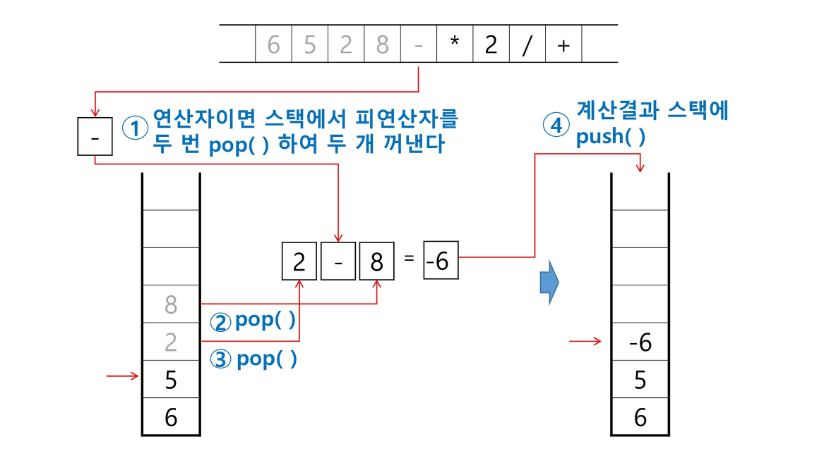 6 5 2 8 - * 2 / +
-
① 연산자이면 스택에서 피연산자를
두 번 pop( ) 하여 두 개 꺼낸다
④ 계산결과 스택에
push( )
2 - 8 = -6
8
② pop( )
2
③ pop( )
5
6
-6
5
6